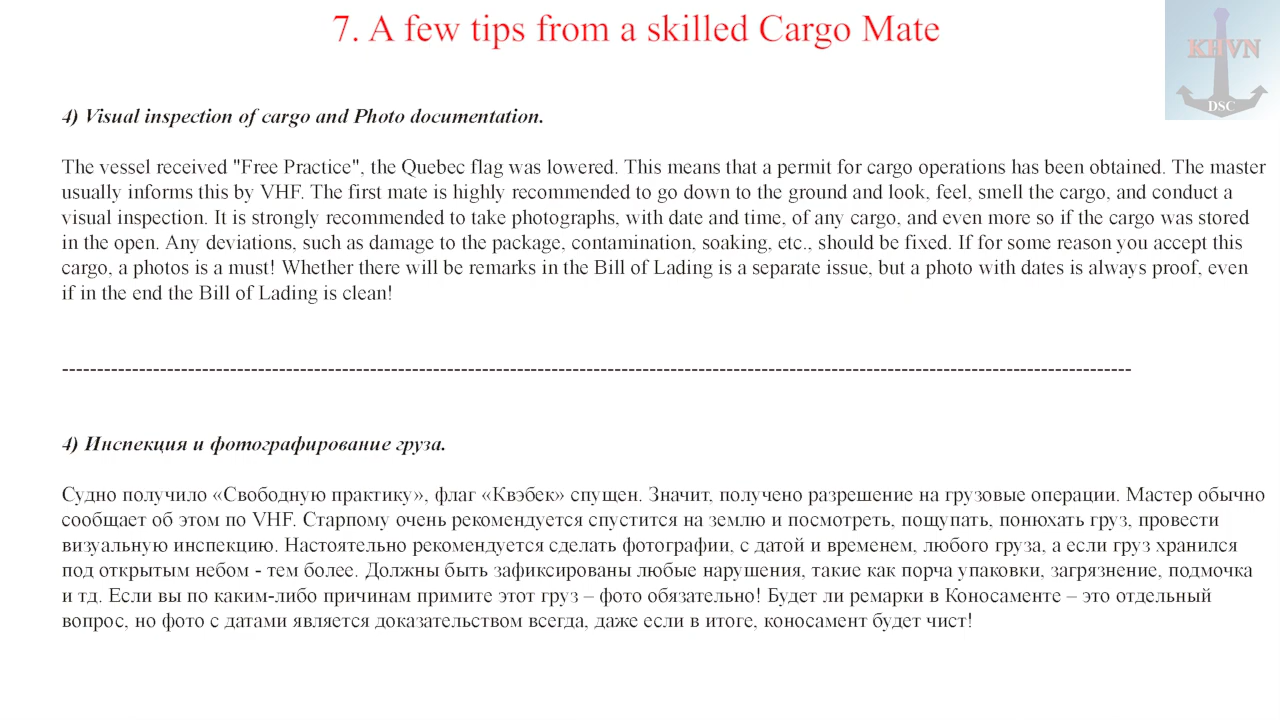 7. A few tips from a skilled Cargo Mate
KHVN
DSC
4) Visual inspection of cargo and Photo documentation.
The vessel received "Free Practice", the Quebec flag was lowered. This means that a permit for cargo operations has been obtained. The master
usually informs this by VHF. The first mate is highly recommended to go down to the ground and look, feel, smell the cargo, and conduct a
visual inspection. It is strongly recommended to take photographs, with date and time, of any cargo, and even more so if the cargo was stored
in the open. Any deviations, such as damage to the package, contamination, soaking, etc., should be fixed. If for some reason you accept this
cargo, a photos is a must! Whether there will be remarks in the Bill of Lading is a separate issue, but a photo with dates is always proof, even
if in the end the Bill of Lading is clean!
---------------------------------------------------------------------------------------------------------------------------------------------------------
4) Инспекция и фотографирование груза.
Судно получило «Свободную практику», флаг «Квэбек» спущен. Значит, получено разрешение на грузовые операции. Мастер обычно
сообщает об этом по VHF. Старпому очень рекомендуется спустится на землю и посмотреть, пощупать, понюхать груз, провести
визуальную инспекцию. Настоятельно рекомендуется сделать фотографии, с датой и временем, любого груза, а если груз хранился
под открытым небом - тем более. Должны быть зафиксированы любые нарушения, такие как порча упаковки, загрязнение, подмочка
и тд. Если вы по каким-либо причинам примите этот груз – фото обязательно! Будет ли ремарки в Коносаменте – это отдельный
вопрос, но фото с датами является доказательством всегда, даже если в итоге, коносамент будет чист!